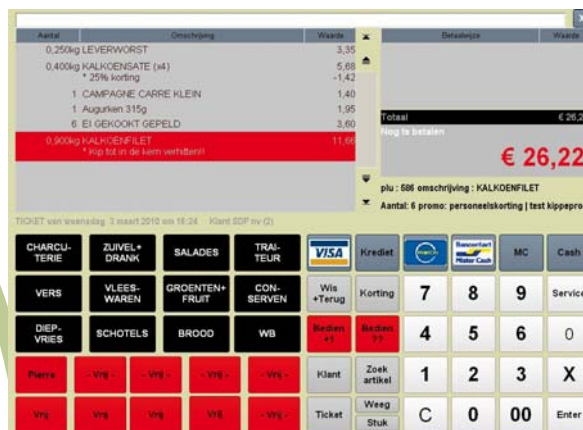 Aantal Omschrijving Waarde
Betaalwijze Waarde
0,250kg LEVERWORST 3,35
0,400kg KALKOENSATE (x4) 5,68
* 25% korting -1,42
1 CAMPAGNE CARRE KLEIN 1,40
1 Augurken 315g 1,95
6 EI GEKOOKT GEPELD 3,60
0,900kg KALKOENFILET 11,66
* Kip tot in de kern verhitten!!
Totaal € 26,2
Nog te betalen
€ 26,22
plu : 586 omschrijving : KALKOENFILET
Aantal: 6 promo: personeelskorting | test kippepro
TICKET van woensdag 3 maart 2010 om 16:24 Klant SDP nv (2)
CHARCU-TERIE ZUIVEL+ DRANK SALADES TRAI-TEUR VISA Krediet Bancontact Mister Cash MC Cash
VERS VLEES-WAREN GROENTEN+ FRUIT CON-SERVEN Wis +Terug Korting 7 8 9 Service
DIEP-VRIES SCHOTELS BROOD WB Bedien +1 Bedien ?? 4 5 6 0
Pierre - Vrij - - Vrij - - Vrij - - Vrij - Klant Zoek artikel 1 2 3 X
Vrij Vrij Vrij Vrij - Vrij - Ticket Weeg Stuk C 0 00 Enter